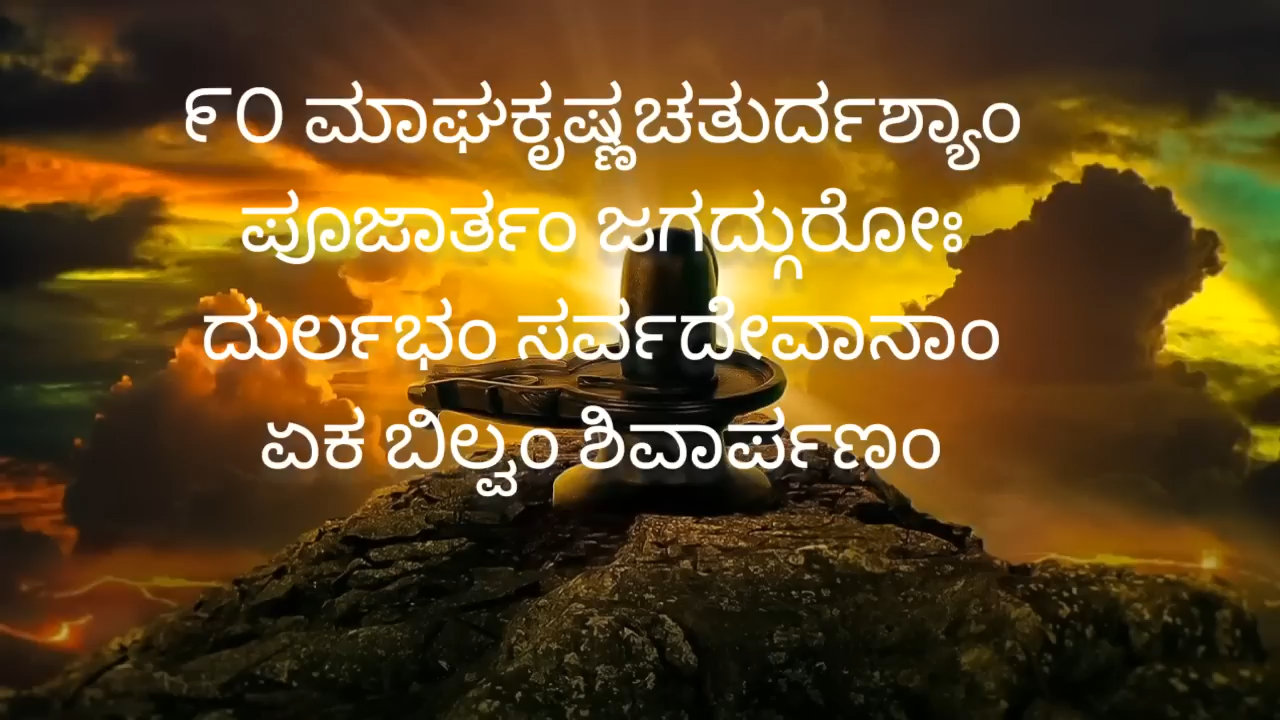 ೯೦ ಮಾಘಕೃಷ್ಣಚತುರ್ದಶ್ಯಾಂ
ಪೂಜಾರ್ತಂ ಜಗದ್ಗುರೋಃ
ದುರ್ಲಭಂ ಸರ್ವದೇವಾನಾಂ
ಏಕ ಬಿಲ್ವಂ ಶಿವಾರ್ಪಣಂ